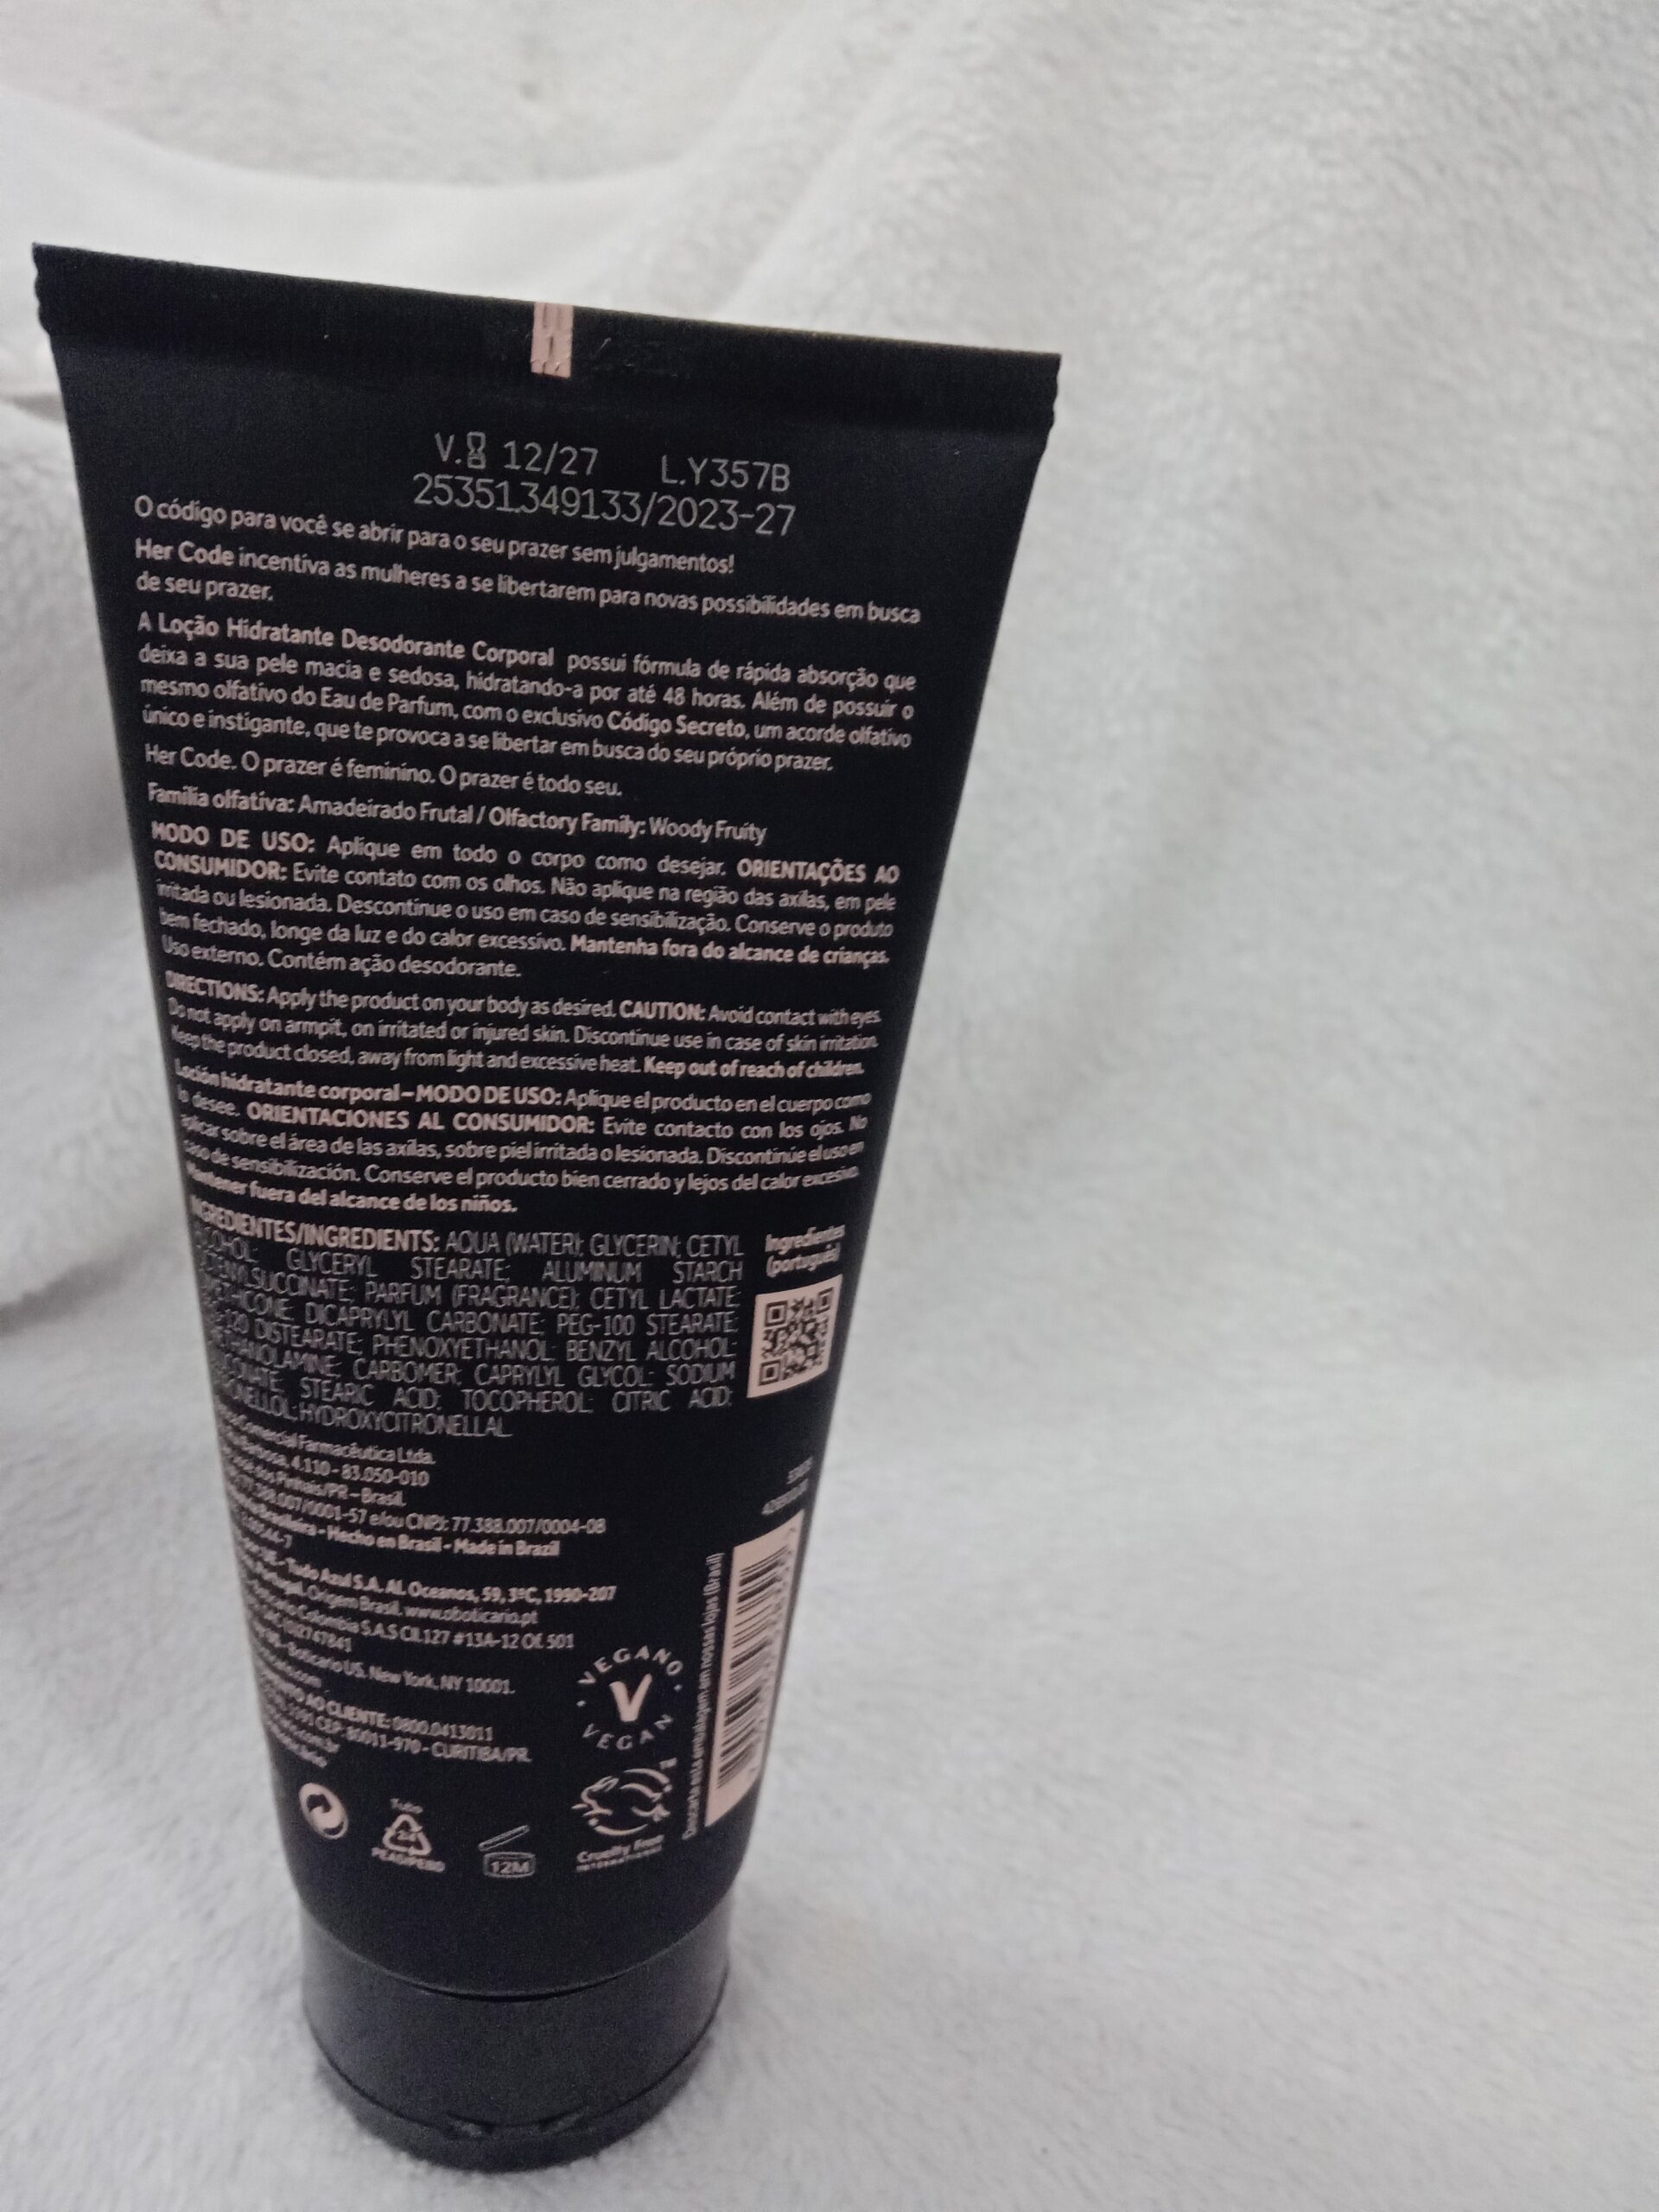 V. 12/27 L.Y357B
25351.349133/2023-27
O código para você se abrir para o seu prazer sem julgamentos!
Her Code incentiva as mulheres a se libertarem para novas possibilidades em busca
de seu prazer.
A Loção Hidratante Desodorante Corporal possui fórmula de rápida absorção que
deixa a sua pele macia e sedosa, hidratando-a por até 48 horas. Além de possuir o
mesmo olfativo do Eau de Parfum, com o exclusivo Código Secreto, um acorde olfativo
único e instigante, que te provoca a se libertar em busca do seu próprio prazer.
Her Code. O prazer é feminino. O prazer é todo seu.
Família olfativa: Amadeirado Frutal / Olfactory Family: Woody Fruity
MODO DE USO: Aplique em todo o corpo como desejar. ORIENTAÇÕES AO
CONSUMIDOR: Evite contato com os olhos. Não aplique na região das axilas, em pele
irritada ou lesionada. Descontinue o uso em caso de sensibilização. Conserve o produto
bem fechado, longe da luz e do calor excessivo. Mantenha fora do alcance de crianças.
Uso externo. Contém ação desodorante.
DIRECTIONS: Apply the product on your body as desired. CAUTION: Avoid contact with eyes.
Do not apply on armpit, on irritated or injured skin. Discontinue use in case of skin irritation.
Keep the product closed, away from light and excessive heat. Keep out of reach of children.
Loción hidratante corporal – MODO DE USO: Aplique el producto en el cuerpo como
lo desee. ORIENTACIONES AL CONSUMIDOR: Evite contacto con los ojos. No
aplicar sobre el área de las axilas, sobre piel irritada o lesionada. Discontinúe el uso en
caso de sensibilización. Conserve el producto bien cerrado y lejos del calor excesivo.
Mantener fuera del alcance de los niños.
INGREDIENTES/INGREDIENTS: AQUA (WATER); GLYCERIN; CETYL
ALCOHOL; GLYCERYL STEARATE; ALUMINUM STARCH
OCTENYLSUCCINATE; PARFUM (FRAGRANCE); CETYL LACTATE;
DICAPRYLYL CARBONATE; PEG-100 STEARATE;
DISTEARATE; PHENOXYETHANOL; BENZYL ALCOHOL;
CARBOMER; CAPRYLYL GLYCOL; SODIUM
STEARIC ACID; TOCOPHEROL; CITRIC ACID;
HYDROXYCITRONELLAL.
Ingredientes
(português)
Comercial Farmacêutica Ltda.
4.110 - 83.050-010
dos Pinhais/PR – Brasil.
e/ou CNPJ: 77.388.007/0004-08
Brasileira - Hecho en Brasil - Made in Brazil
Tudo Azul S.A. Al. Oceanos, 59, 3ºC, 1990-207
Portugal. Origem Brasil. www.oboticario.pt
Colombia S.A.S Cll.127 #13A-12 Of. 501
Boticario US. New York, NY 10001.
AO CLIENTE: 0800.0413011
CEP: 80011-970 - CURITIBA/PR.
VEGANO
V
VEGAN
Cruelty Free
INTERNATIONAL
Descarte esta embalagem em nossas lojas (Brasil)
Tubo
12M